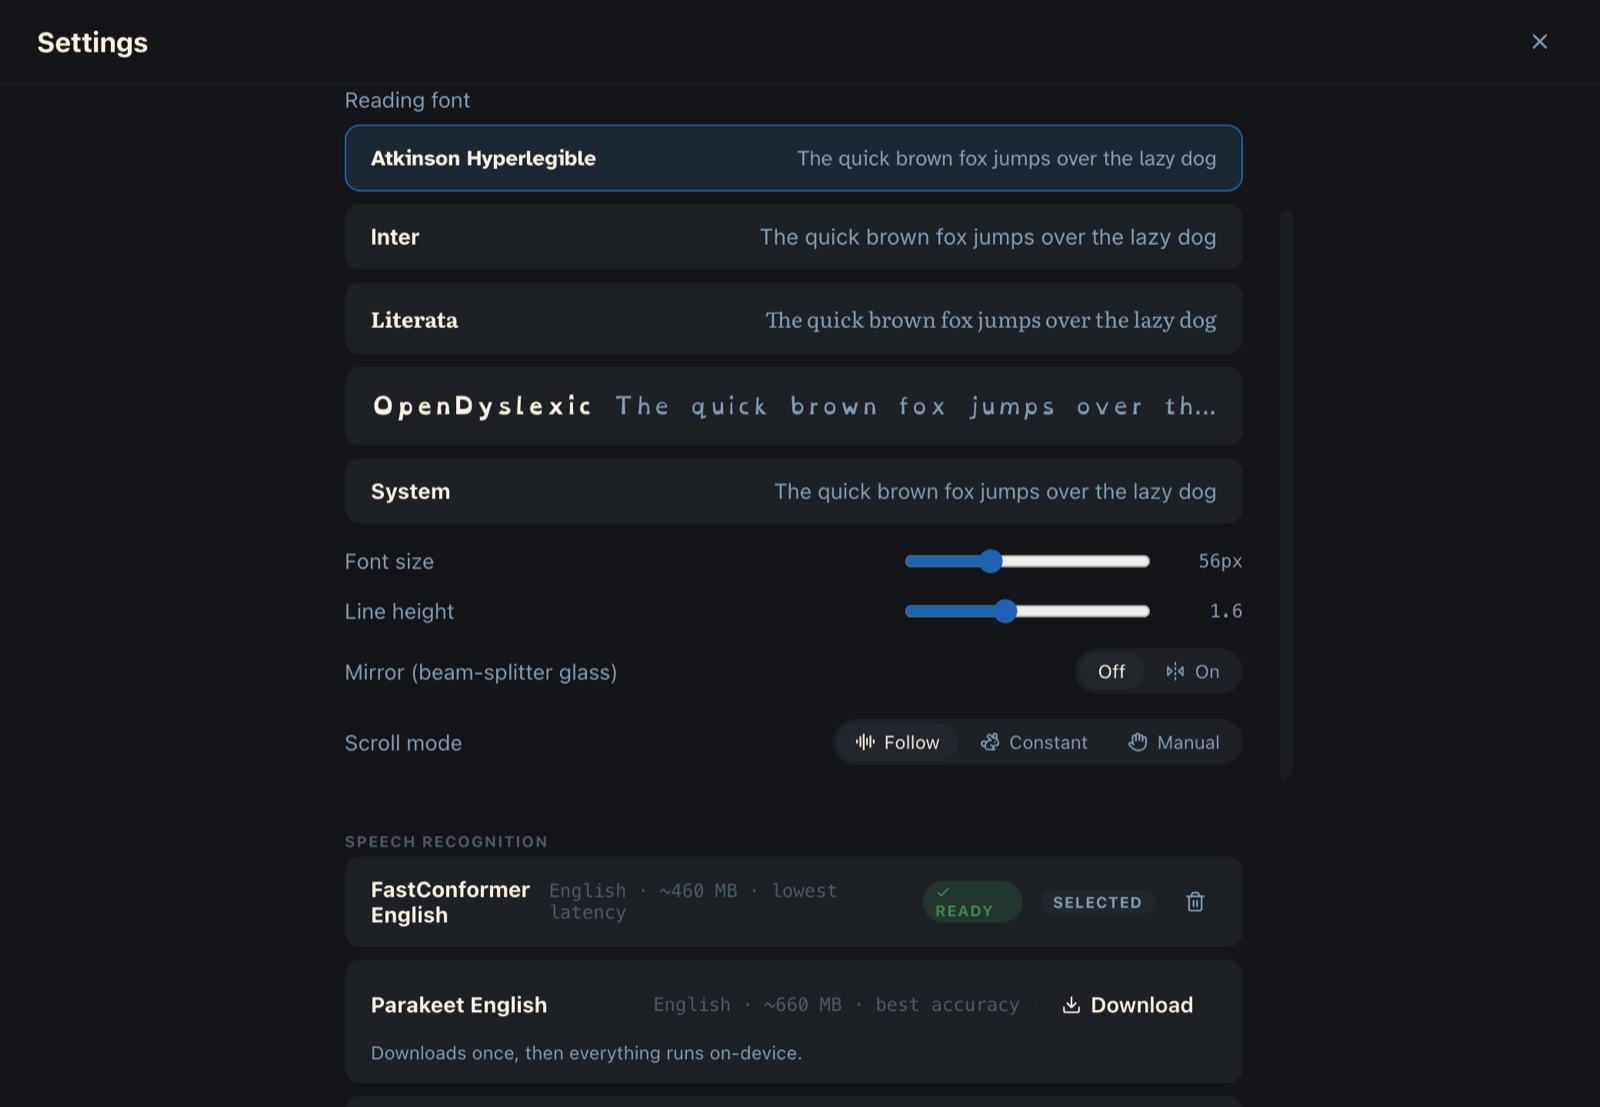 Settings
Reading font
Atkinson Hyperlegible The quick brown fox jumps over the lazy dog
Inter The quick brown fox jumps over the lazy dog
Literata The quick brown fox jumps over the lazy dog
OpenDyslexic The quick brown fox jumps over th...
System The quick brown fox jumps over the lazy dog
Font size 56px
Line height 1.6
Mirror (beam-splitter glass) Off On
Scroll mode Follow Constant Manual
SPEECH RECOGNITION
FastConformer English · ~460 MB · lowest
English latency
✓ READY SELECTED
Parakeet English English · ~660 MB · best accuracy Download
Downloads once, then everything runs on-device.